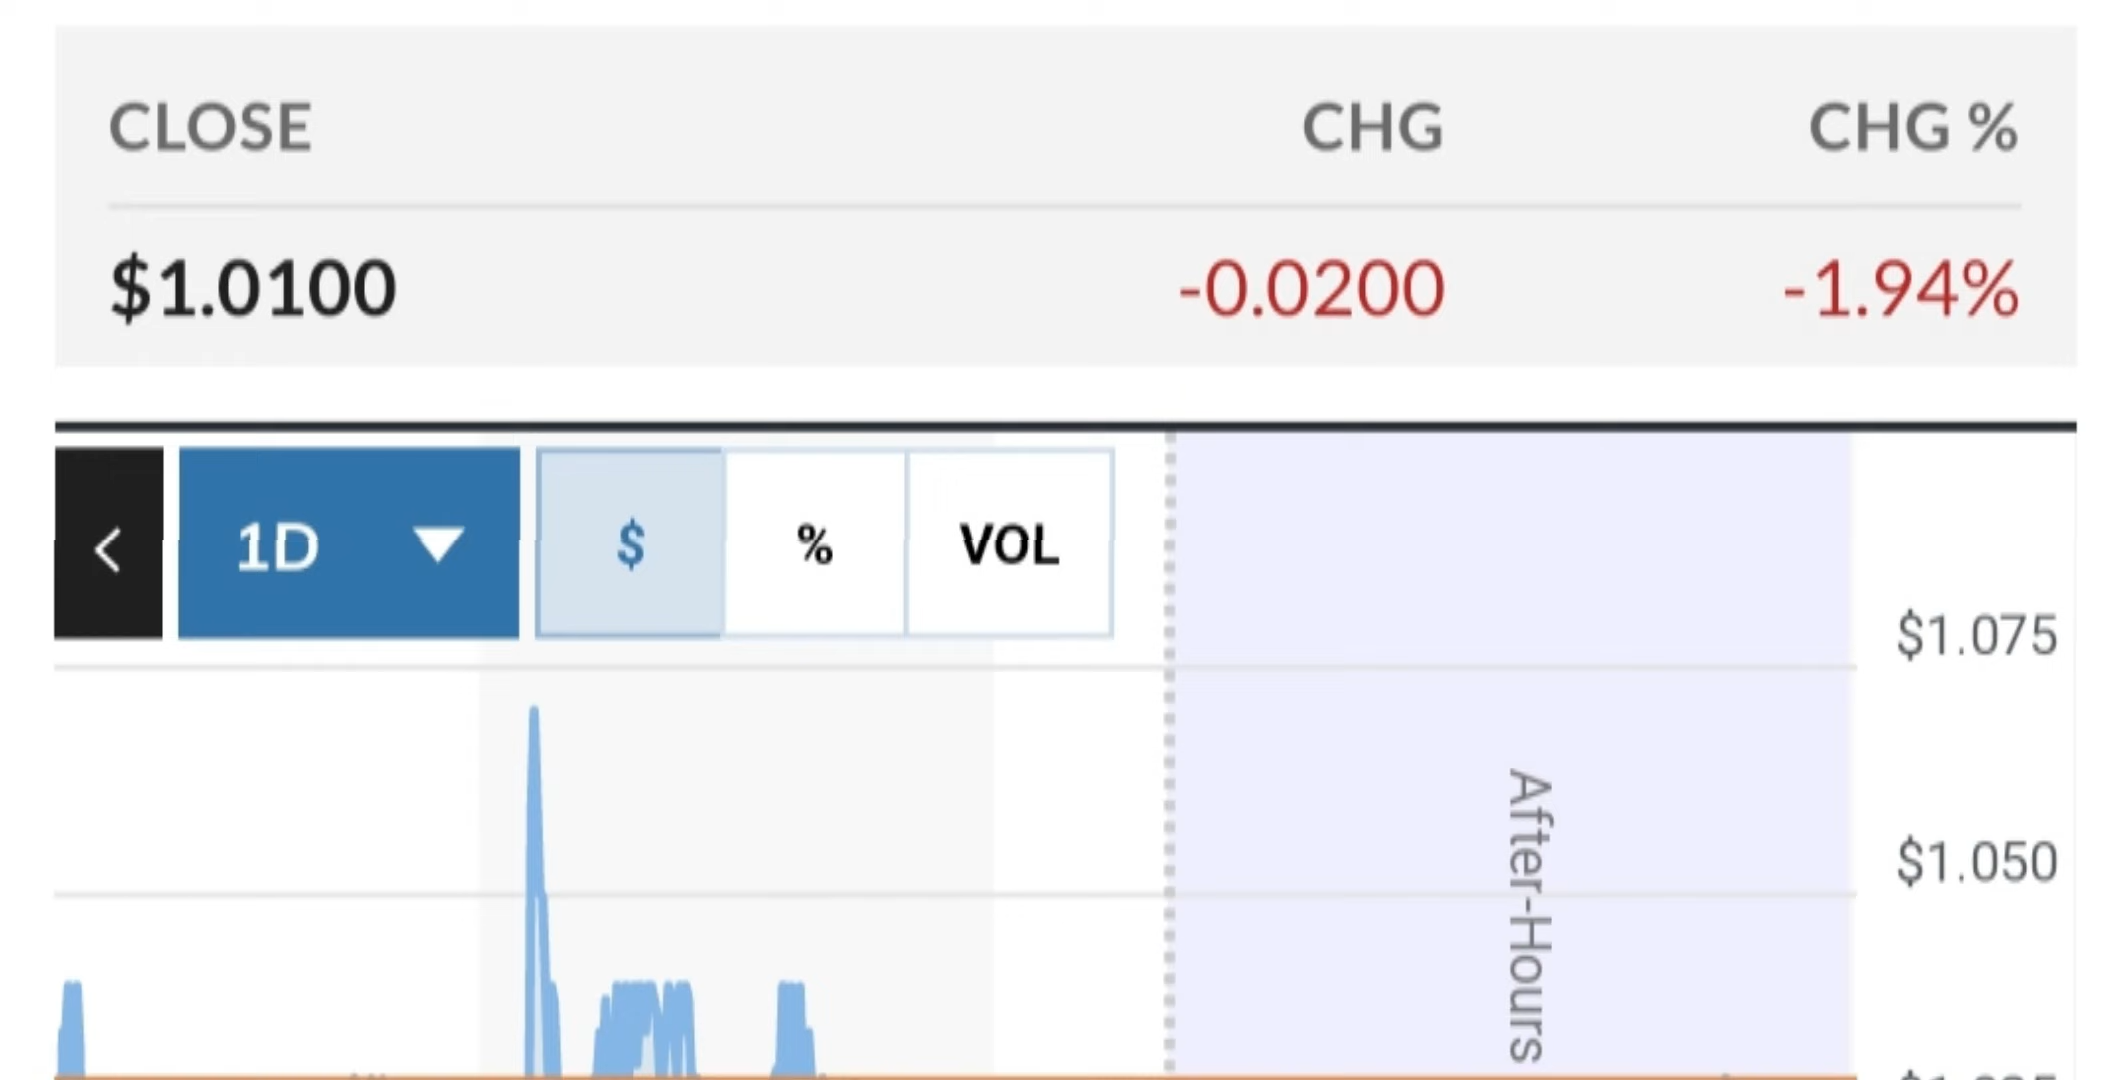 CLOSE CHG CHG %
$1.0100 -0.0200 -1.94%
1D $ % VOL
$1.075
$1.050
After-Hours